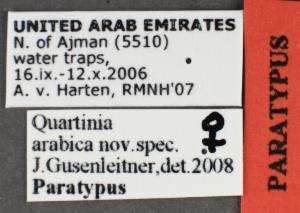 UNITED ARAB EMIRATES
N. of Ajman (5510)
water traps,
16.ix.-12.x.2006
A. v. Harten, RMNH'07
Quartinia ♀
arabica nov.spec.
J.Gusenleitner,det.2008
Paratypus
PARATYPUS